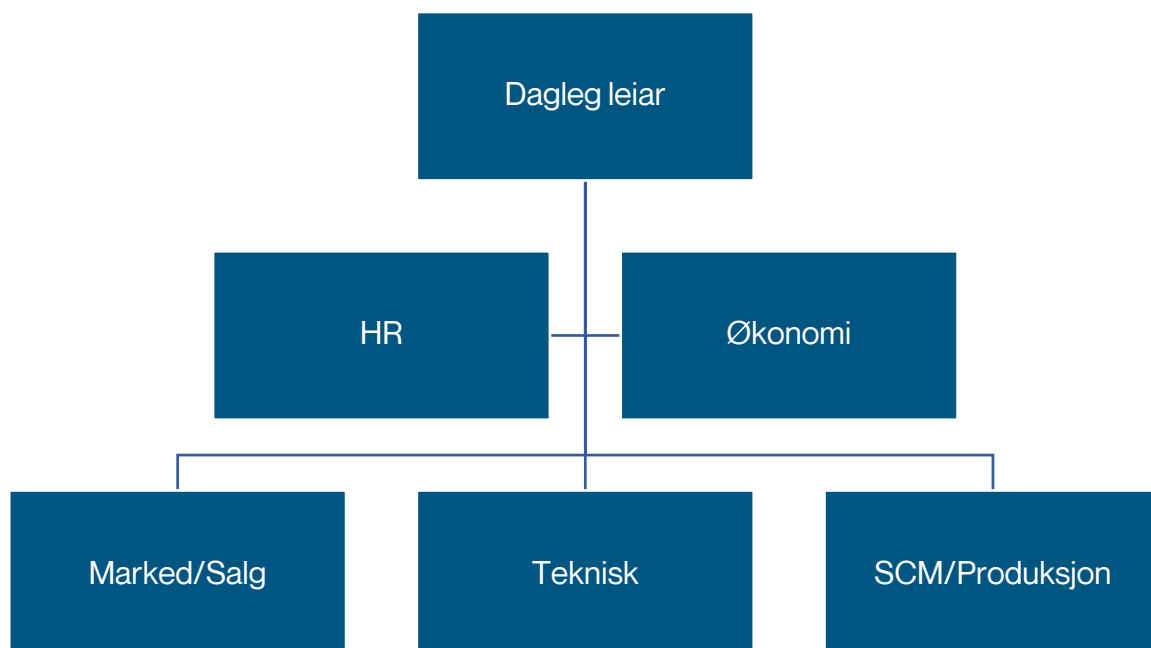 Dagleg leiar
HR
Økonomi
Marked/Salg
Teknisk
SCM/Produksjon